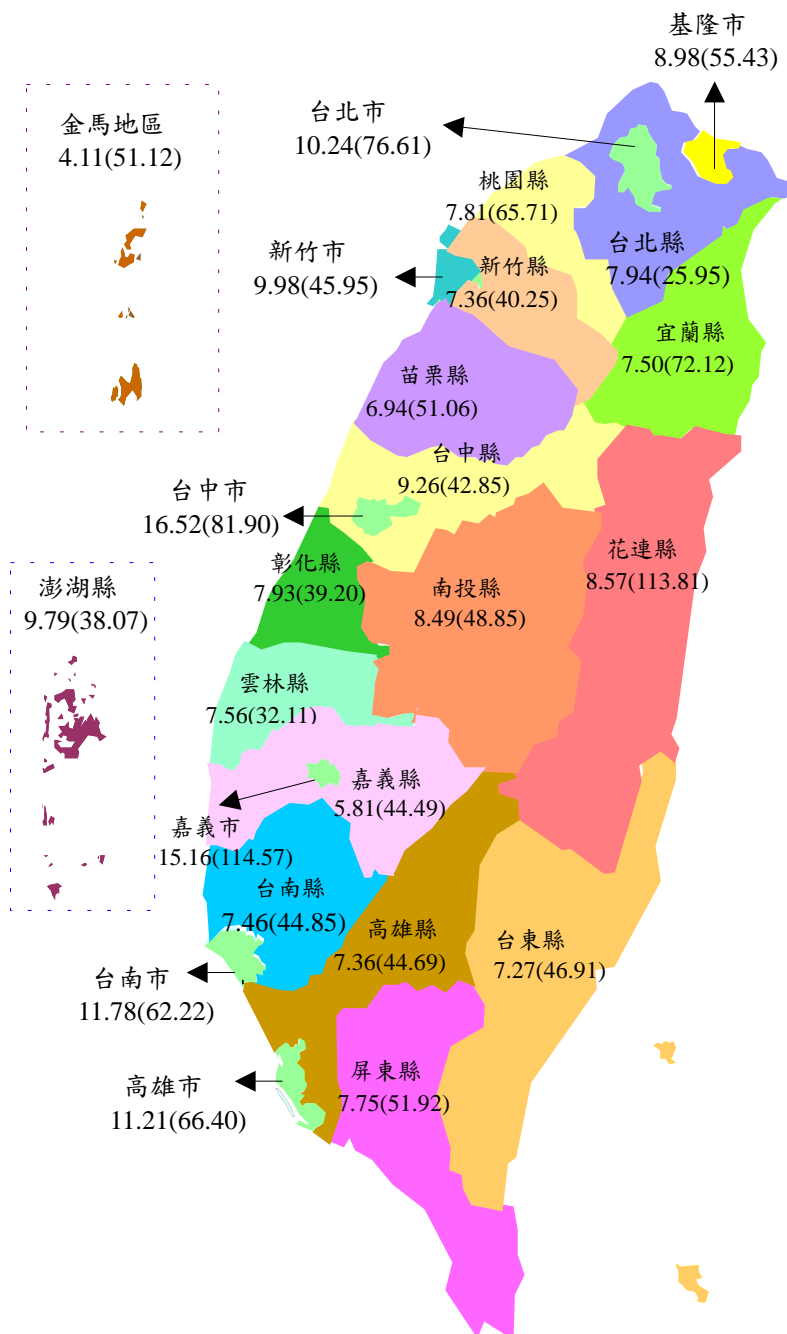 基隆市
8.98(55.43)
台北市
10.24(76.61)
金馬地區
4.11(51.12)
桃園縣
7.81(65.71)
台北縣
7.94(25.95)
新竹市
9.98(45.95)
新竹縣
7.36(40.25)
宜蘭縣
7.50(72.12)
苗栗縣
6.94(51.06)
台中縣
9.26(42.85)
台中市
16.52(81.90)
花連縣
8.57(113.81)
彰化縣
7.93(39.20)
南投縣
8.49(48.85)
澎湖縣
9.79(38.07)
雲林縣
7.56(32.11)
嘉義縣
5.81(44.49)
嘉義市
15.16(114.57)
台南縣
7.46(44.85)
高雄縣
7.36(44.69)
台東縣
7.27(46.91)
台南市
11.78(62.22)
高雄市
11.21(66.40)
屏東縣
7.75(51.92)